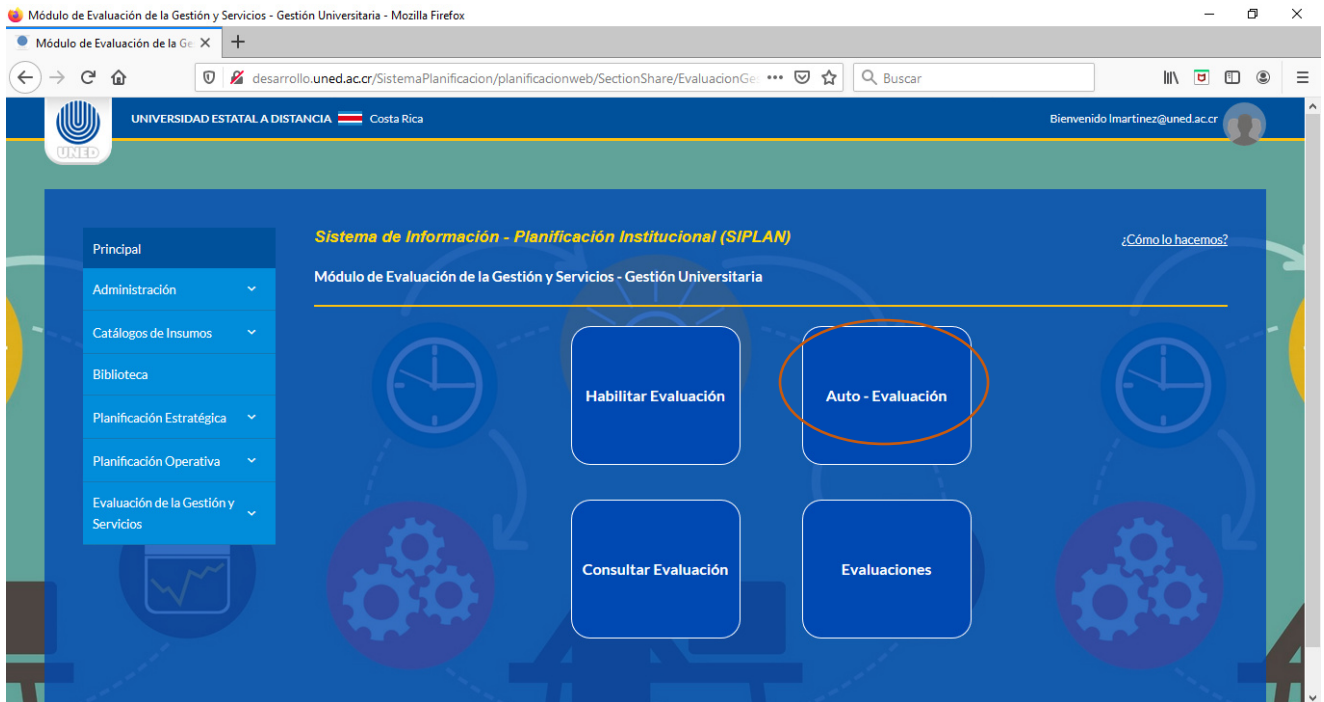 Módulo de Evaluación de la Gestión y Servicios - Gestión Universitaria - Mozilla Firefox
Módulo de Evaluación de la Ge
desarrollo.uned.ac.cr/SistemaPlanificacion/planificacionweb/SectionShare/EvaluacionGe
Buscar
UNED
UNIVERSIDAD ESTATAL A DISTANCIA Costa Rica
Bienvenido lmartinez@uned.ac.cr
Sistema de Información - Planificación Institucional (SIPLAN)
¿Cómo lo hacemos?
Módulo de Evaluación de la Gestión y Servicios - Gestión Universitaria
Principal
Administración
Catálogos de Insumos
Biblioteca
Planificación Estratégica
Planificación Operativa
Evaluación de la Gestión y
Servicios
Habilitar Evaluación
Auto - Evaluación
Consultar Evaluación
Evaluaciones